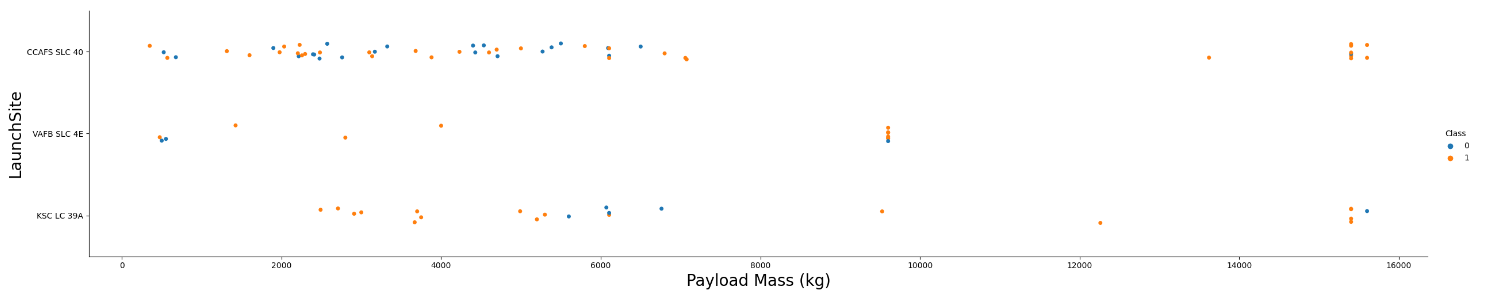 LaunchSite
CCAFS SLC 40
VAFB SLC 4E
KSC LC 39A
0 2000 4000 6000 8000 10000 12000 14000 16000
Payload Mass (kg)
Class
0
1